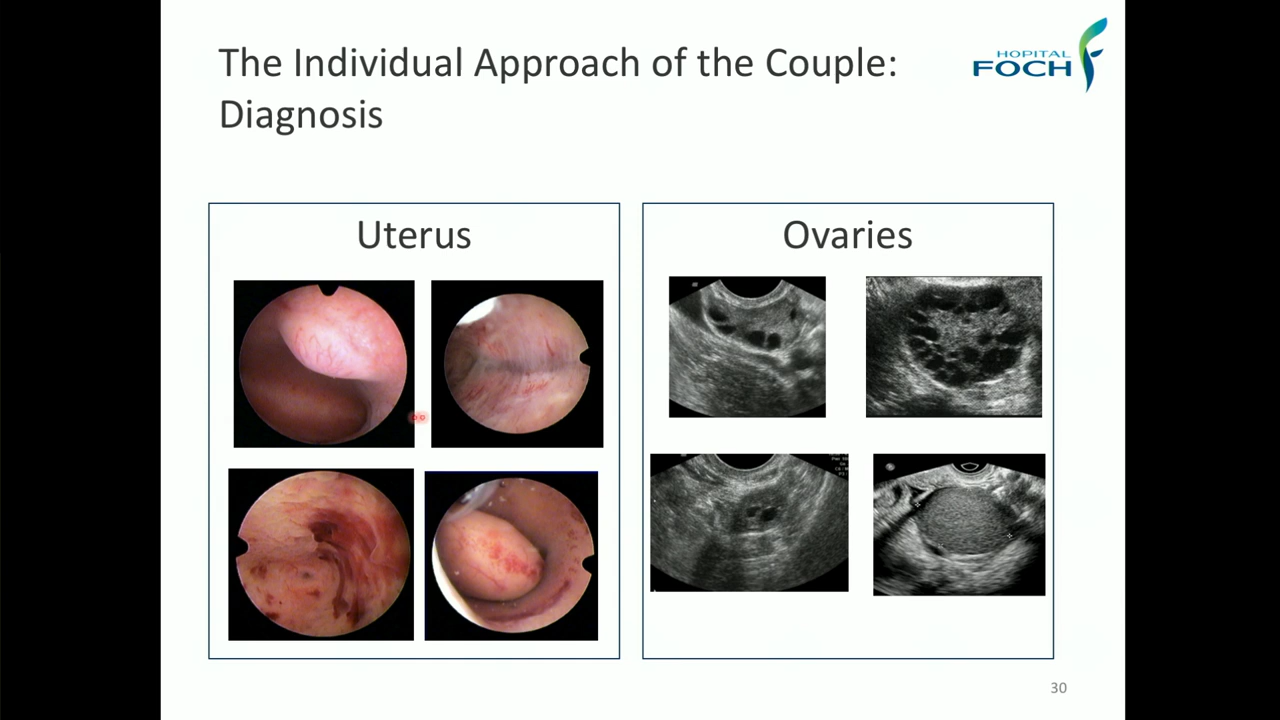 The Individual Approach of the Couple:
Diagnosis
HOPITAL
FOCH
Uterus
Ovaries
30